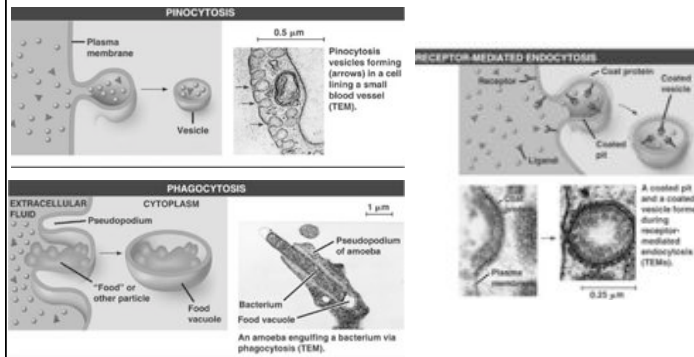 PINOCYTOSIS
Plasma
membrane
Vesicle
0.5 µm
Pinocytosis
vesicles forming
(arrows) in a cell
lining a small
blood vessel
(TEM).
PHAGOCYTOSIS
EXTRACELLULAR
FLUID
CYTOPLASM
Pseudopodium
"Food" or
other particle
Food
vacuole
1 µm
Pseudopodium
of amoeba
Bacterium
Food vacuole
An amoeba engulfing a bacterium via
phagocytosis (TEM).
RECEPTOR-MEDIATED ENDOCYTOSIS
Coat protein
Receptor
Coated
vesicle
Coated
pit
Ligand
Coat
Plasma
membrane
A coated pit
and a coated
vesicle formed
during
receptor-
mediated
endocytosis
(TEMs).
0.25 µm